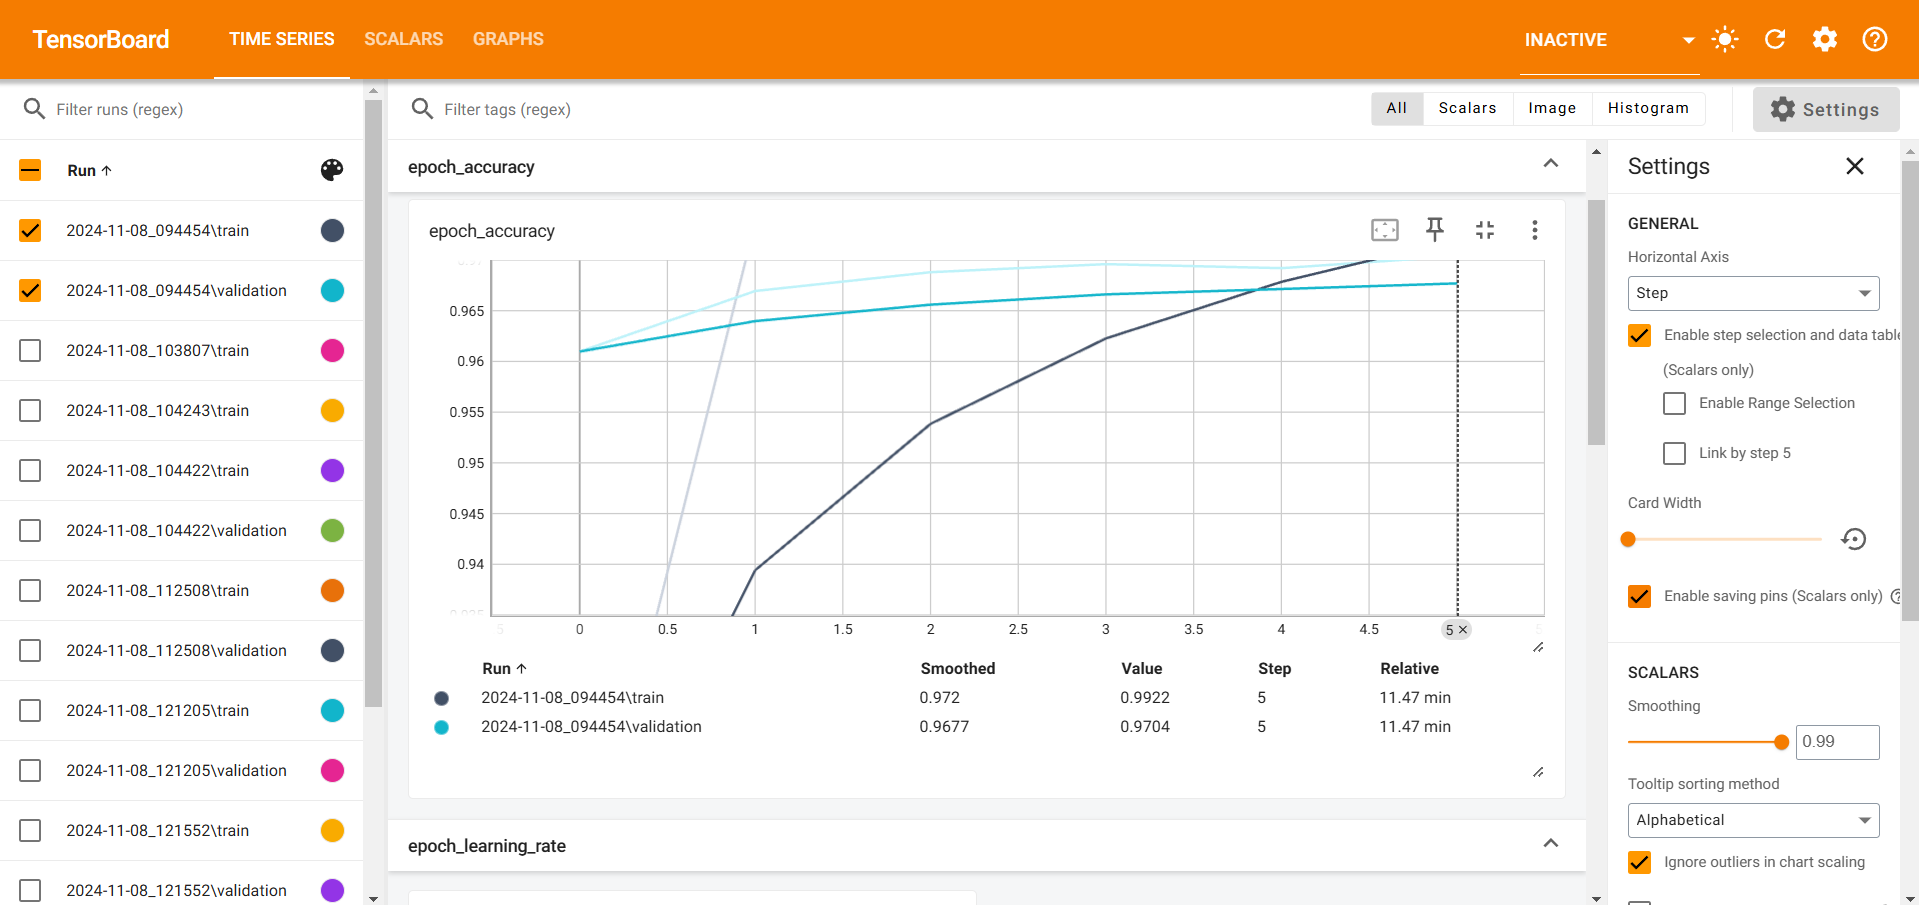 TensorBoard
TIME SERIES
SCALARS
GRAPHS
INACTIVE
Filter runs (regex)
Run
2024-11-08_094454\train
2024-11-08_094454\validation
2024-11-08_103807\train
2024-11-08_104243\train
2024-11-08_104422\train
2024-11-08_104422\validation
2024-11-08_112508\train
2024-11-08_112508\validation
2024-11-08_121205\train
2024-11-08_121205\validation
2024-11-08_121552\train
2024-11-08_121552\validation
Filter tags (regex)
All
Scalars
Image
Histogram
Settings
epoch_accuracy
epoch_accuracy
0.97
0.965
0.96
0.955
0.95
0.945
0.94
0.935
5 0 0.5 1 1.5 2 2.5 3 3.5 4 4.5 5 5
Run Smoothed Value Step Relative
2024-11-08_094454\train 0.972 0.9922 5 11.47 min
2024-11-08_094454\validation 0.9677 0.9704 5 11.47 min
epoch_learning_rate
Settings
GENERAL
Horizontal Axis
Step
Enable step selection and data table
(Scalars only)
Enable Range Selection
Link by step 5
Card Width
Enable saving pins (Scalars only)
SCALARS
Smoothing
0.99
Tooltip sorting method
Alphabetical
Ignore outliers in chart scaling